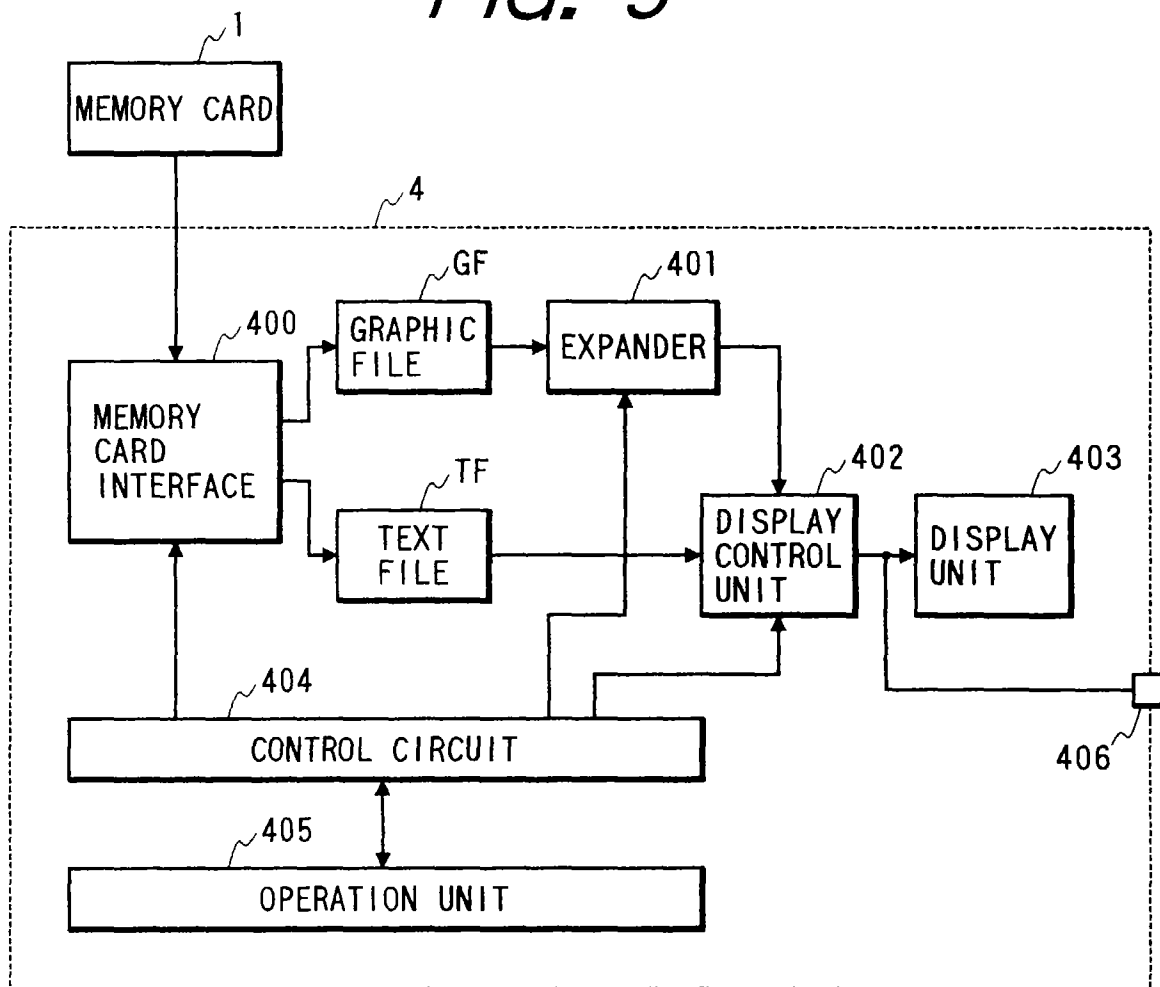 FIG. 9
1
MEMORY CARD
4
GF
401
400
GRAPHIC
FILE
EXPANDER
MEMORY
CARD
INTERFACE
TF
402
403
TEXT
FILE
DISPLAY
CONTROL
UNIT
DISPLAY
UNIT
404
CONTROL CIRCUIT
406
405
OPERATION UNIT